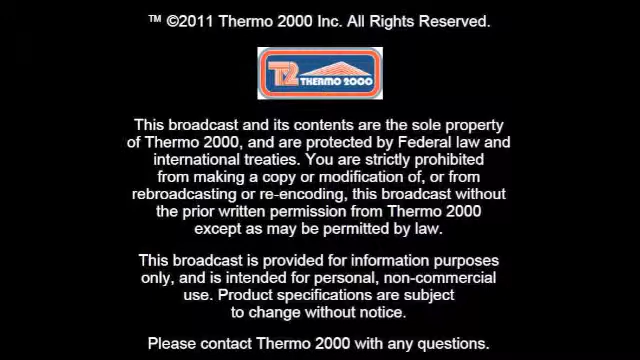 ™ ©2011 Thermo 2000 Inc. All Rights Reserved.
T2 THERMO 2000
This broadcast and its contents are the sole property
of Thermo 2000, and are protected by Federal law and
international treaties. You are strictly prohibited
from making a copy or modification of, or from
rebroadcasting or re-encoding, this broadcast without
the prior written permission from Thermo 2000
except as may be permitted by law.
This broadcast is provided for information purposes
only, and is intended for personal, non-commercial
use. Product specifications are subject
to change without notice.
Please contact Thermo 2000 with any questions.